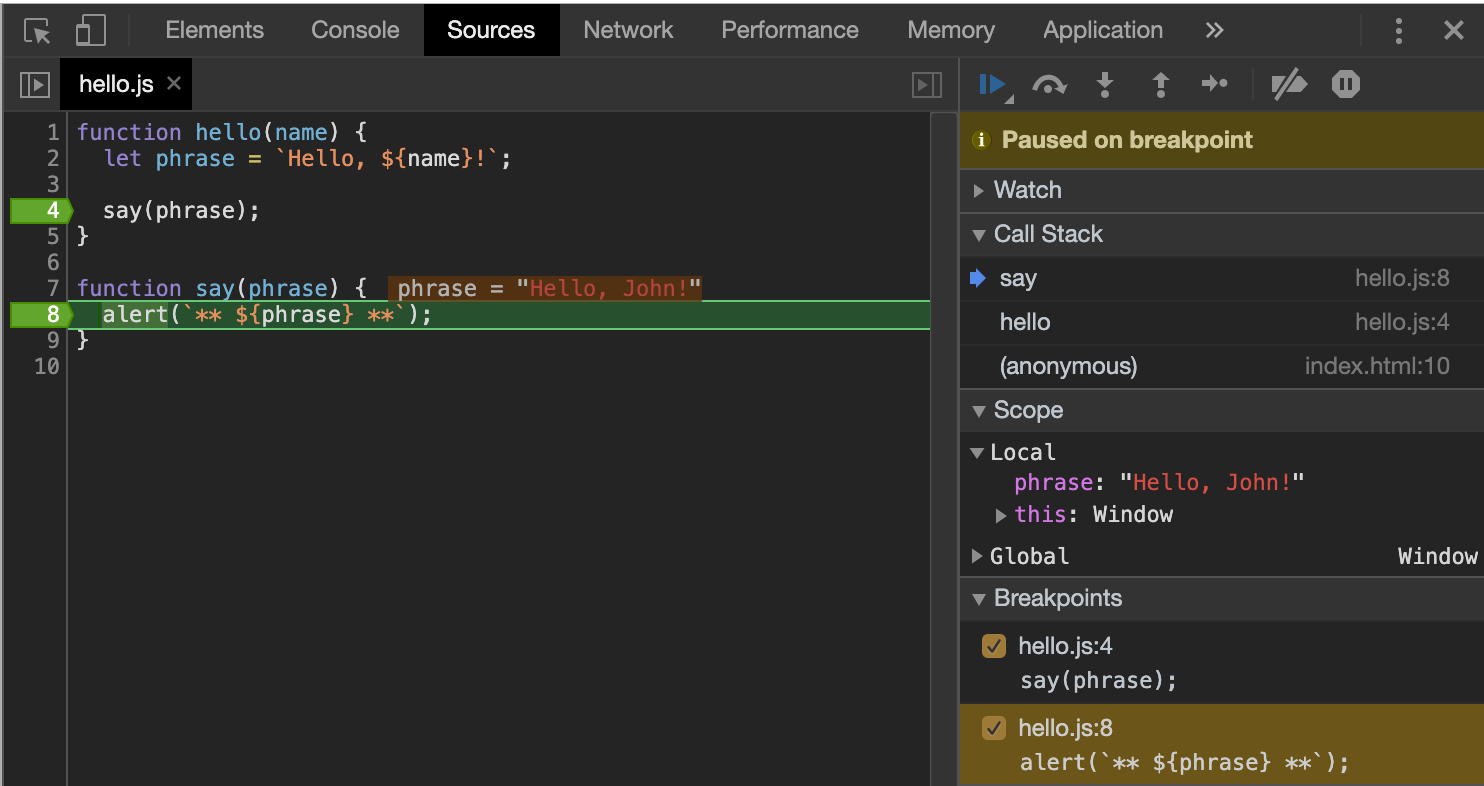 Elements Console Sources Network Performance Memory Application »
hello.js ×
Paused on breakpoint
1 function hello(name) {
2 let phrase = `Hello, ${name}!`;
3
4 say(phrase);
5 }
6
7 function say(phrase) { phrase = "Hello, John!"
8 alert(`** ${phrase} **`);
9 }
10
Watch
Call Stack
say hello.js:8
hello hello.js:4
(anonymous) index.html:10
Scope
Local
phrase: "Hello, John!"
this: Window
Global Window
Breakpoints
hello.js:4
say(phrase);
hello.js:8
alert(`** ${phrase} **`);